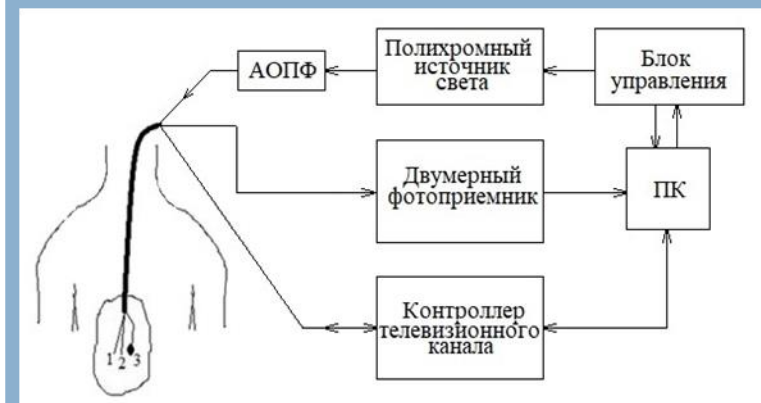 АОПФ
Полихромный
источник
света
Блок
управления
Двумерный
фотоприемник
ПК
Контроллер
телевизионного
канала
1 2 3